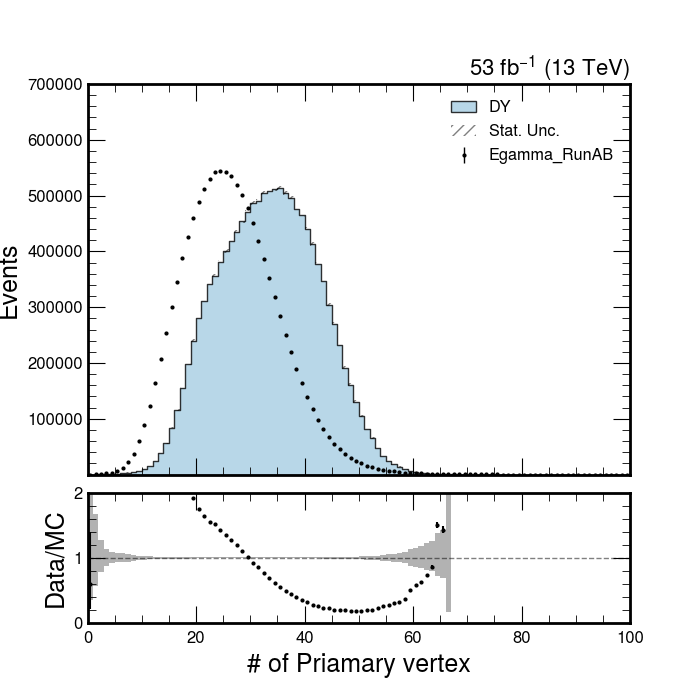 53 fb⁻¹ (13 TeV)
700000
600000
500000
400000
300000
200000
100000
Events
DY
Stat. Unc.
Egamma_RunAB
2
1
0
Data/MC
0 20 40 60 80 100
# of Priamary vertex